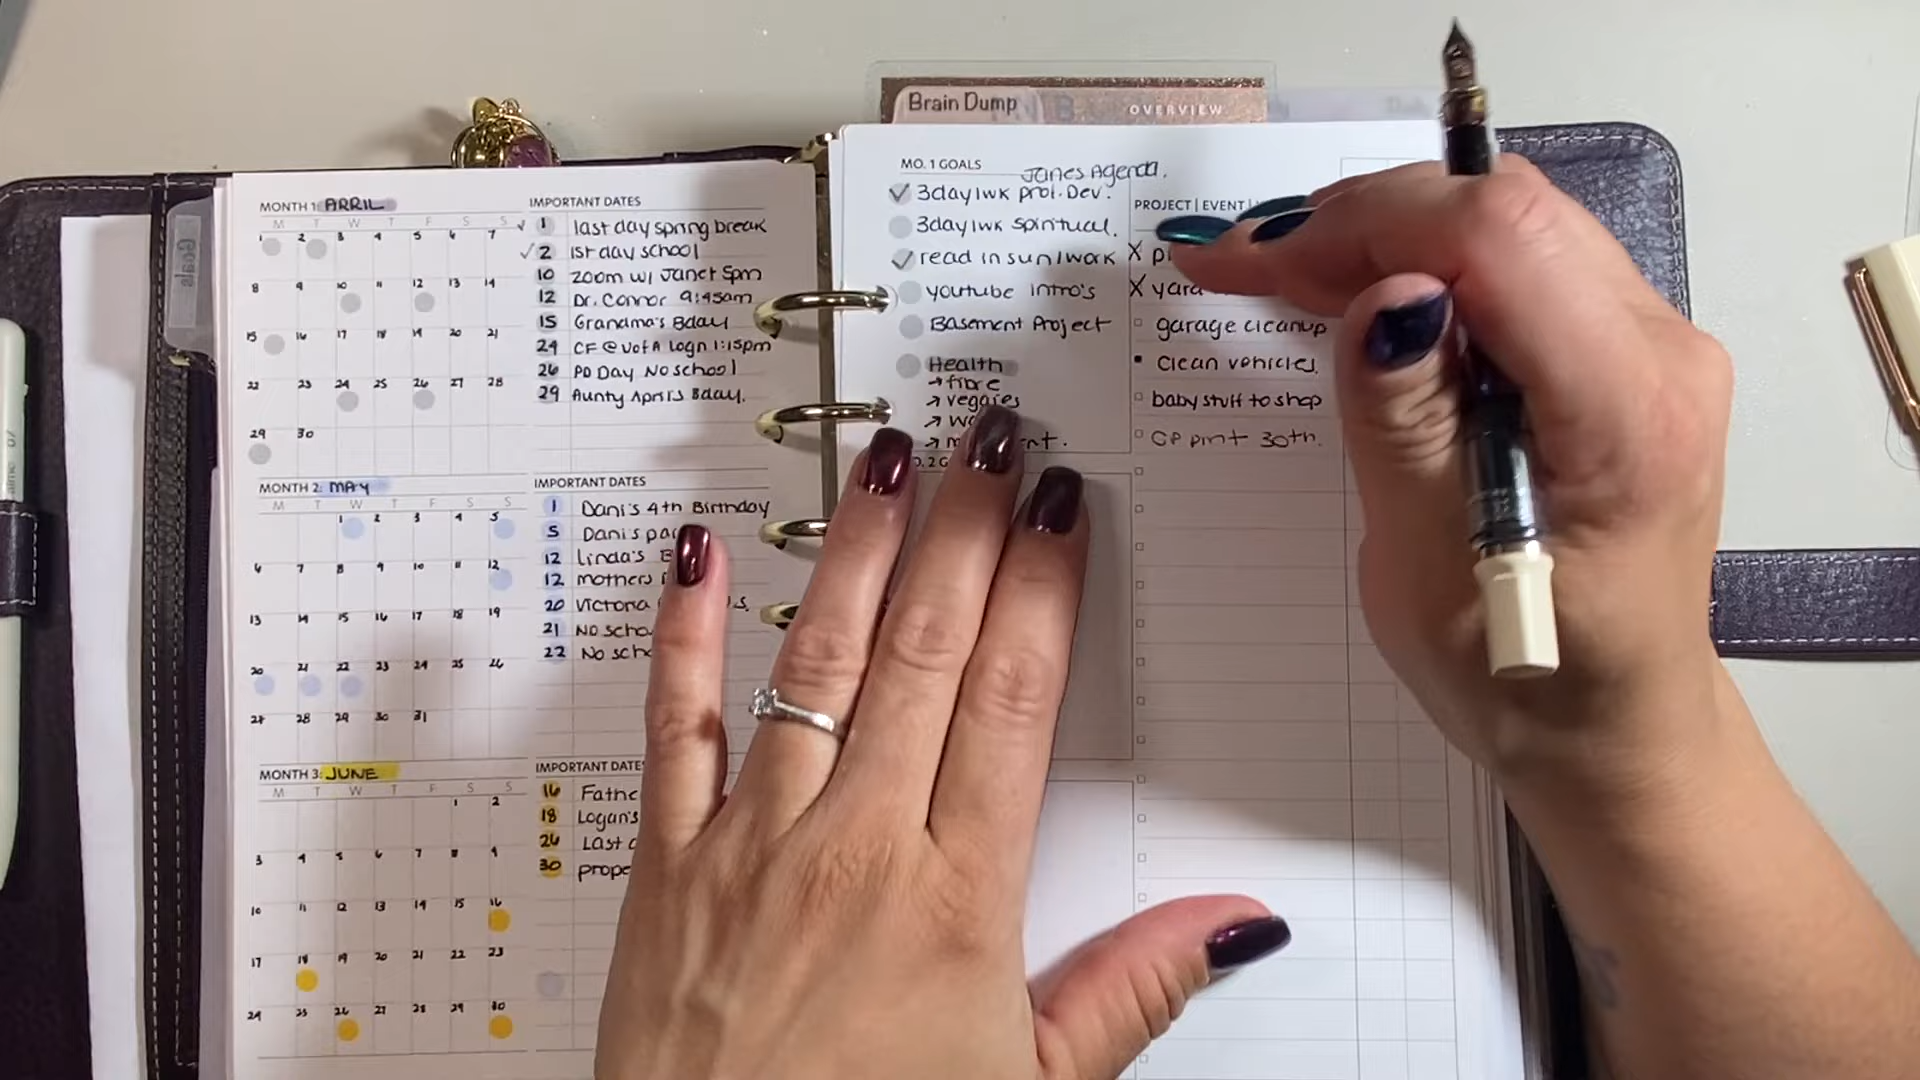 Brain Dump
OVERVIEW
Goals
MONTH 1: APRIL
M T W T F S S
1 2 3 4 5 6 7
8 9 10 11 12 13 14
15 16 17 18 19 20 21
22 23 24 25 26 27 28
29 30
IMPORTANT DATES
✓ 1 last day spring break
✓ 2 1st day school
10 zoom w/ Janet 5pm
12 Dr. Connor 9:45am
15 Grandma's Bday
24 CF @ UofA Logn 1:15pm
26 PD Day No school
29 Aunty April's Bday.
MONTH 2: MAY
M T W T F S S
1 2 3 4 5
6 7 8 9 10 11 12
13 14 15 16 17 18 19
20 21 22 23 24 25 26
27 28 29 30 31
IMPORTANT DATES
1 Dani's 4th Birthday
5 Dani's
12 Linda's
12 mothers
20 Victoria
21 No
22 No
MONTH 3: JUNE
M T W T F S S
1 2
3 4 5 6 7 8 9
10 11 12 13 14 15 16
17 18 19 20 21 22 23
24 25 26 27 28 29 30
IMPORTANT DATES
16
18 Logan's
26 Last
30
MO. 1 GOALS
Janes Agenda.
✓ 3day/wk prof. Dev.
3day/wk spiritual.
✓ read in sun/work
youtube intro's
Basement Project
Health
→ fibre
→ veggies
PROJECT | EVENT |
X
X
garage cleanup
clean vehicles.
baby stuff to shop
CP pmt 30th.